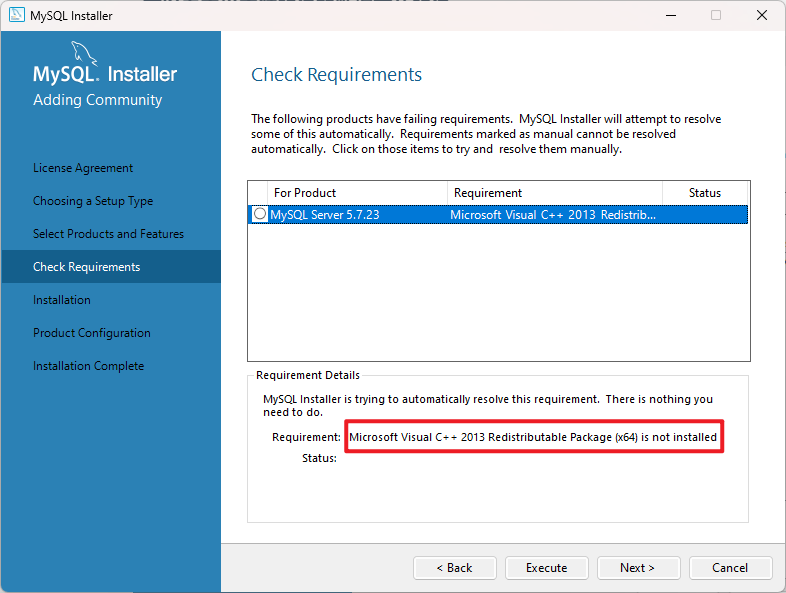 MySQL Installer
MySQL. Installer
Adding Community
License Agreement
Choosing a Setup Type
Select Products and Features
Check Requirements
Installation
Product Configuration
Installation Complete
Check Requirements
The following products have failing requirements.  MySQL Installer will attempt to resolve
some of this automatically.  Requirements marked as manual cannot be resolved
automatically.  Click on those items to try and  resolve them manually.
For Product Requirement Status
MySQL Server 5.7.23 Microsoft Visual C++ 2013 Redistrib...
Requirement Details
MySQL Installer is trying to automatically resolve this requirement.  There is nothing you
need to do.
Requirement: Microsoft Visual C++ 2013 Redistributable Package (x64) is not installed
Status:
< Back Execute Next > Cancel